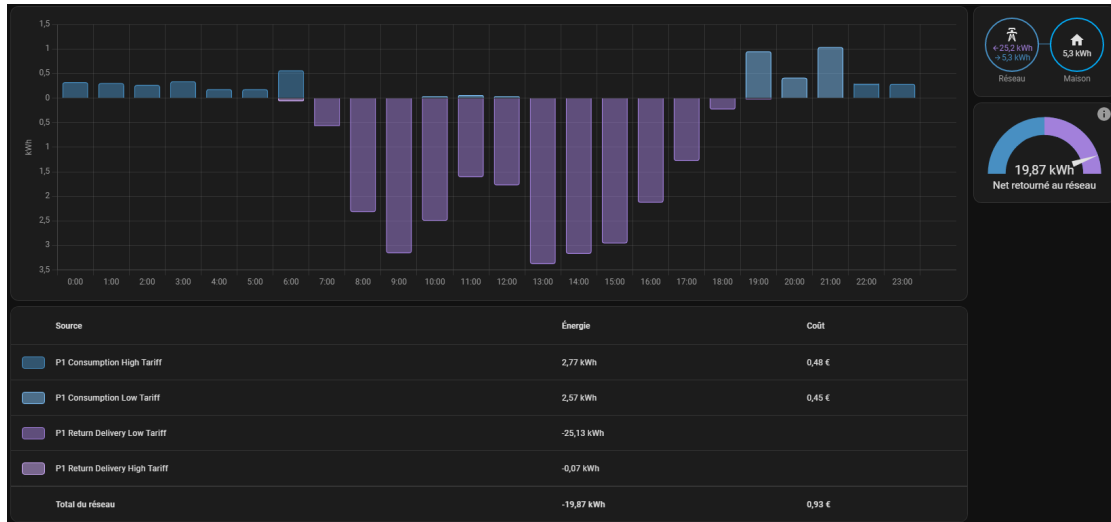 1,5
1
0,5
0
0,5
1
1,5
2
2,5
3
3,5
kWh
0:00 1:00 2:00 3:00 4:00 5:00 6:00 7:00 8:00 9:00 10:00 11:00 12:00 13:00 14:00 15:00 16:00 17:00 18:00 19:00 20:00 21:00 22:00 23:00
←25,2 kWh
→5,3 kWh
Réseau
5,3 kWh
Maison
19,87 kWh
Net retourné au réseau
Source Énergie Coût
P1 Consumption High Tariff 2,77 kWh 0,48 €
P1 Consumption Low Tariff 2,57 kWh 0,45 €
P1 Return Delivery Low Tariff -25,13 kWh
P1 Return Delivery High Tariff -0,07 kWh
Total du réseau -19,87 kWh 0,93 €